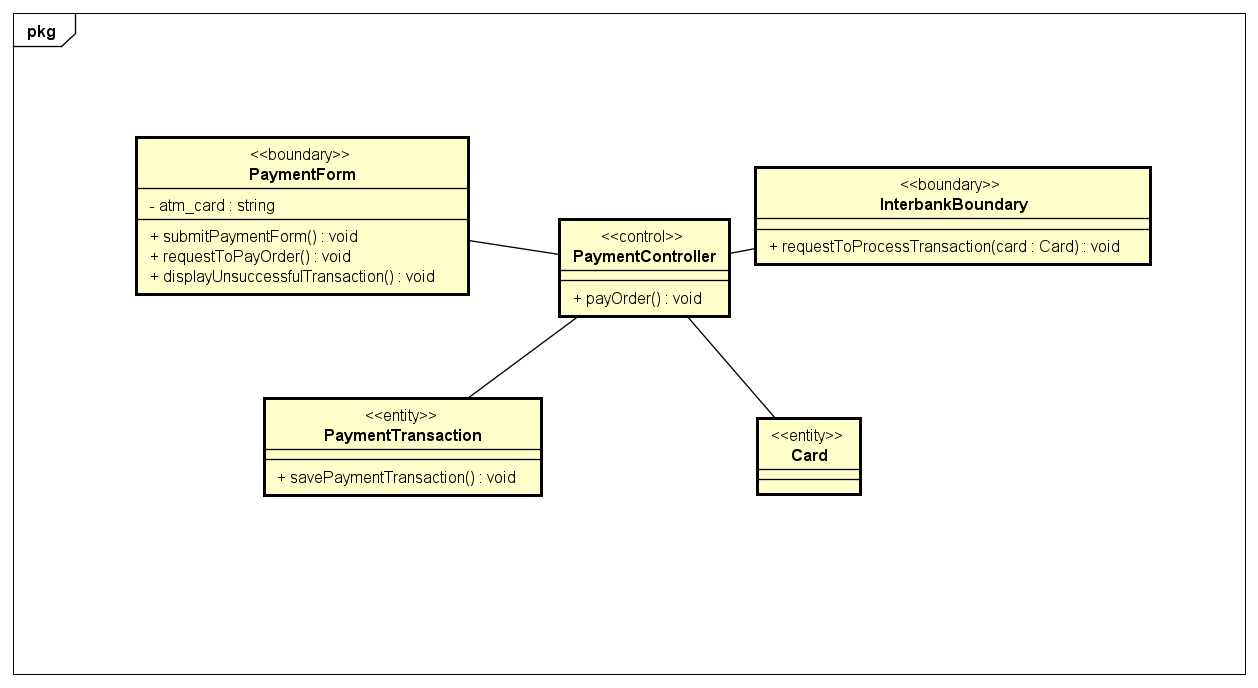 pkg
<<boundary>>
PaymentForm
- atm_card : string
+ submitPaymentForm() : void
+ requestToPayOrder() : void
+ displayUnsuccessfulTransaction() : void
<<control>>
PaymentController
+ payOrder() : void
<<boundary>>
InterbankBoundary
+ requestToProcessTransaction(card : Card) : void
<<entity>>
PaymentTransaction
+ savePaymentTransaction() : void
<<entity>>
Card